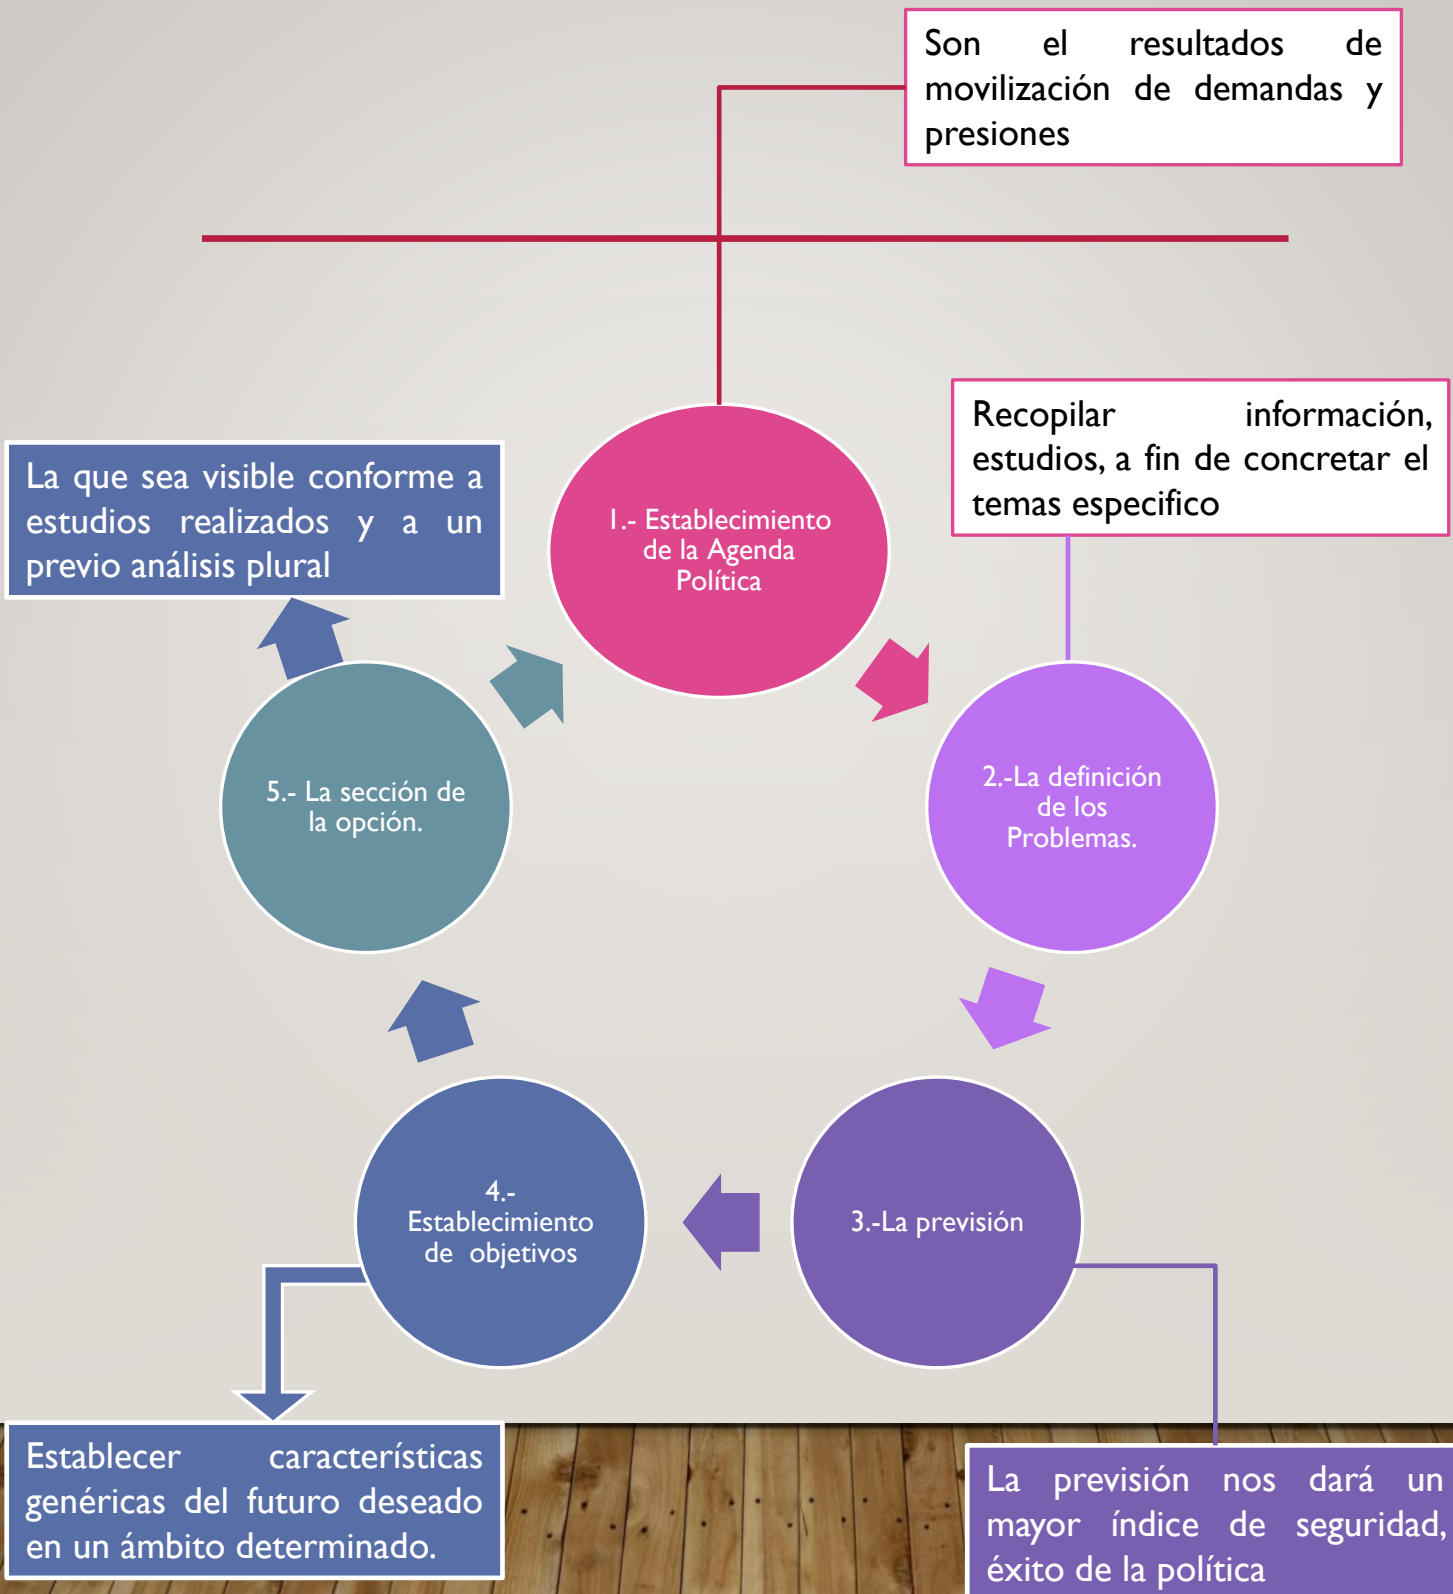 Son el resultados de
movilización de demandas y
presiones
1.- Establecimiento
de la Agenda
Política
Recopilar información,
estudios, a fin de concretar el
temas especifico
2.-La definición
de los
Problemas.
3.-La previsión
La previsión nos dará un
mayor índice de seguridad,
éxito de la política
4.-
Establecimiento
de objetivos
Establecer característicasgenéricas del futuro deseado
en un ámbito determinado.
5.- La sección de
la opción.
La que sea visible conforme a
estudios realizados y a un
previo análisis plural